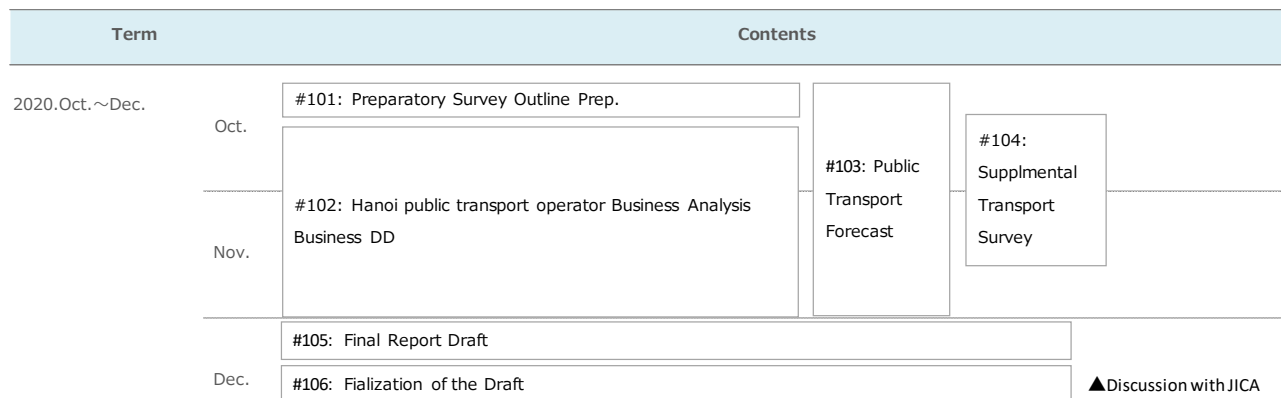 Term
Contents
2020.Oct.～Dec.
Oct.
#101: Preparatory Survey Outline Prep.
#102: Hanoi public transport operator Business Analysis
Business DD
#103: Public
Transport
Forecast
#104:
Supplmental
Transport
Survey
Nov.
#105: Final Report Draft
Dec.
#106: Fialization of the Draft
▲Discussion with JICA